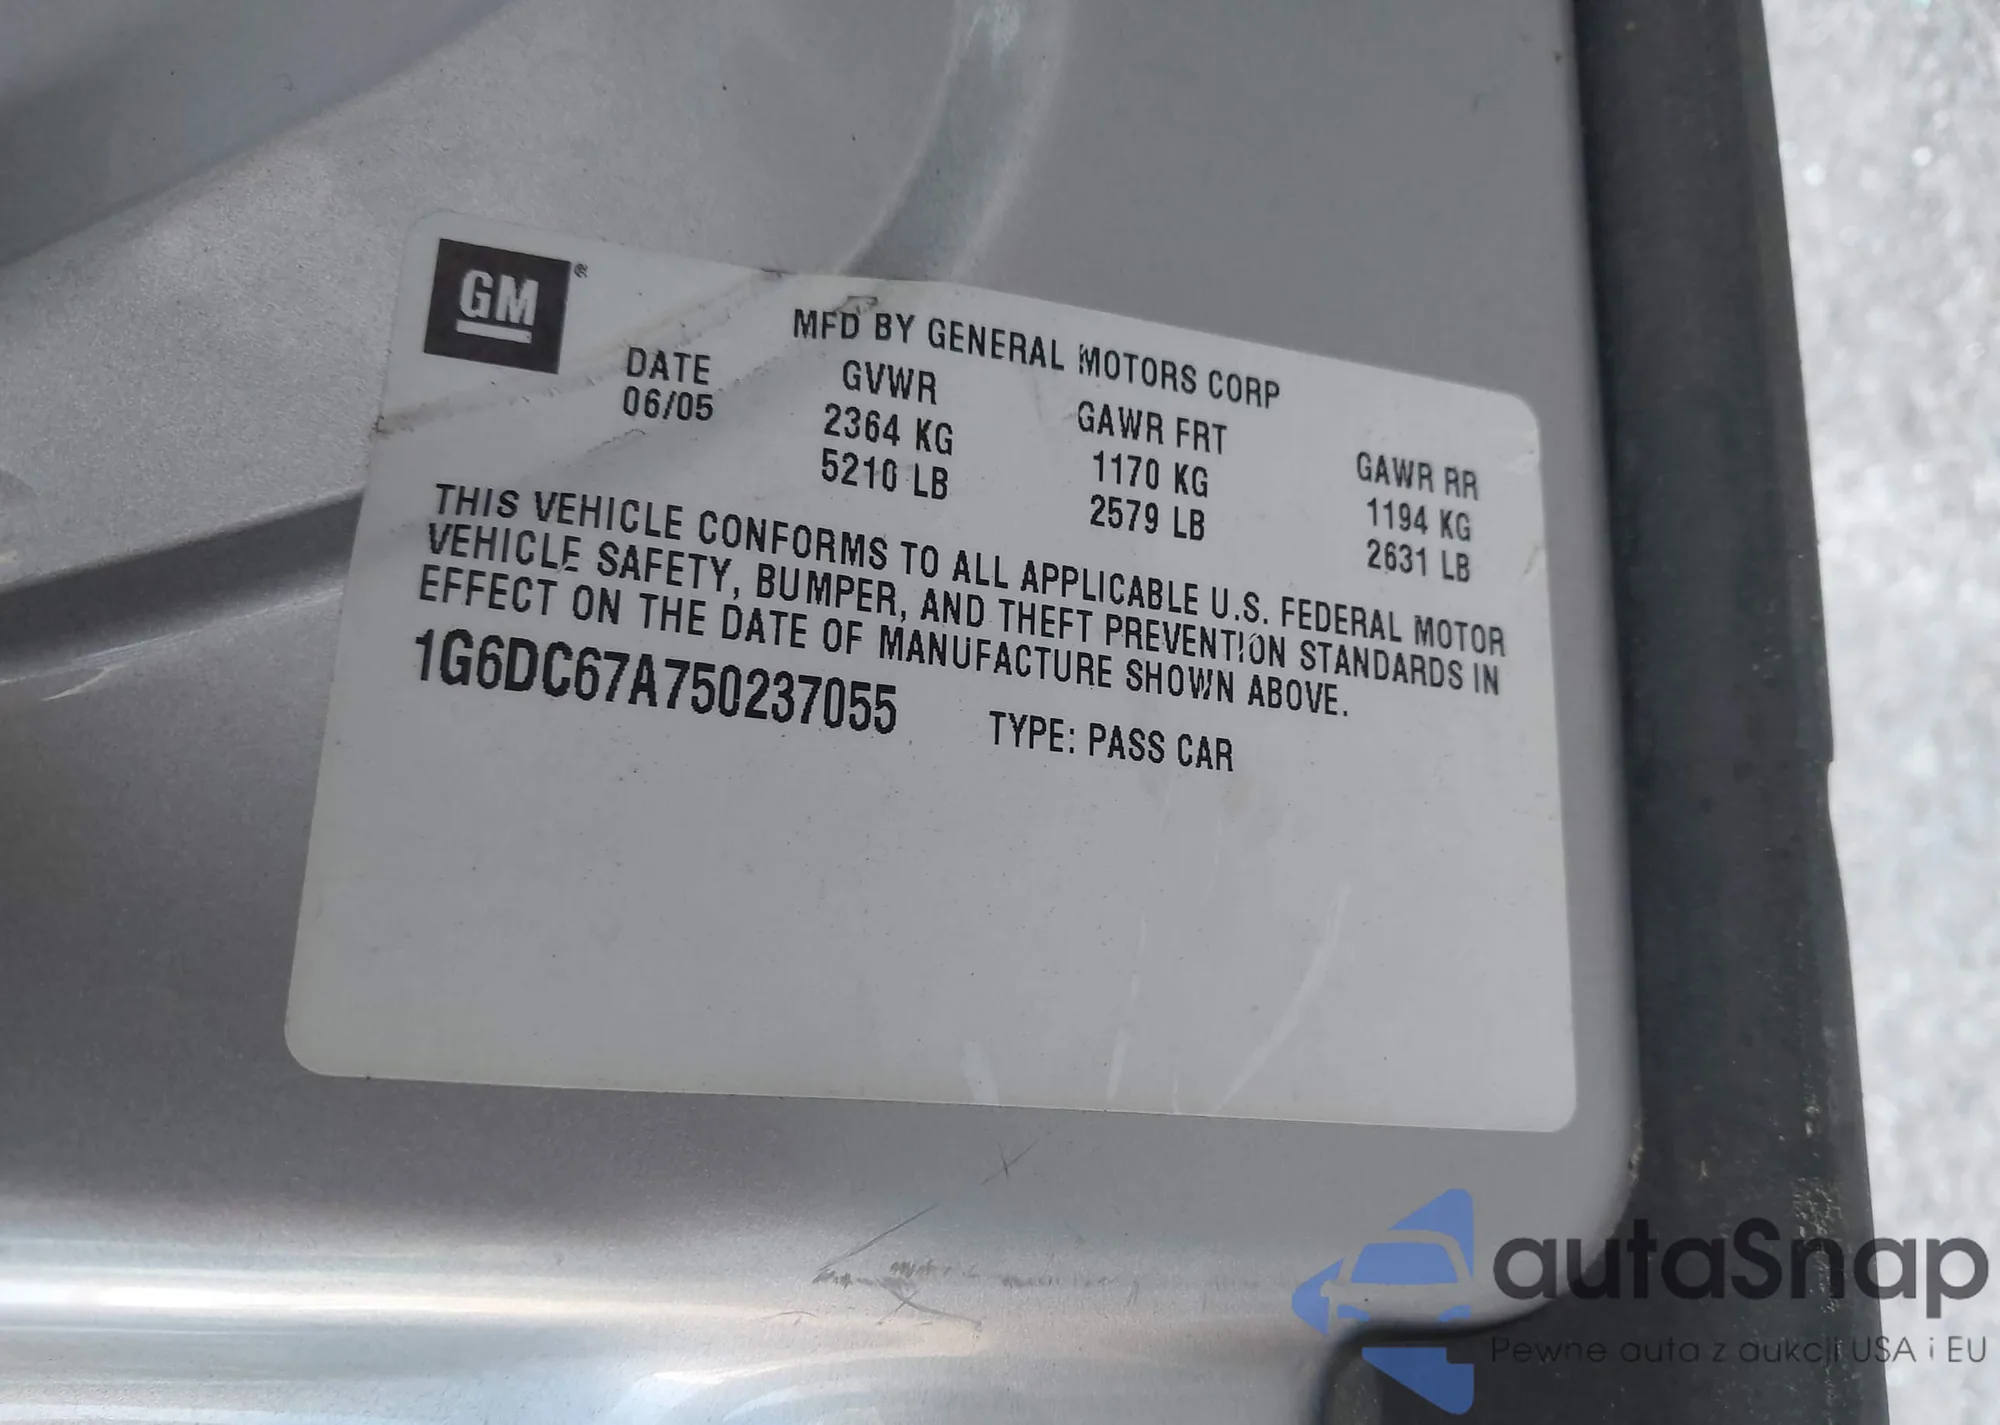 GM®
MFD BY GENERAL MOTORS CORP
DATE GVWR GAWR FRT GAWR RR
06/05 2364 KG 1170 KG 1194 KG
5210 LB 2579 LB 2631 LB
THIS VEHICLE CONFORMS TO ALL APPLICABLE U.S. FEDERAL MOTOR
VEHICLE SAFETY, BUMPER, AND THEFT PREVENTION STANDARDS IN
EFFECT ON THE DATE OF MANUFACTURE SHOWN ABOVE.
1G6DC67A750237055 TYPE: PASS CAR
autaSnap
Pewne auta z aukcji USA i EU